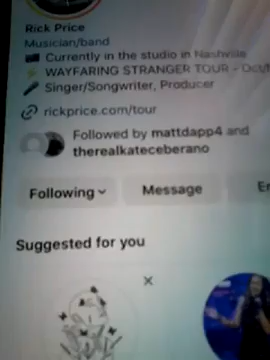 Rick Price
Musician/band
Currently in the studio in Nashville
WAYFARING STRANGER TOUR - Oct/
Singer/Songwriter, Producer
rickprice.com/tour
Followed by mattdapp4 and
therealkateceberano
Following
Message
Suggested for you